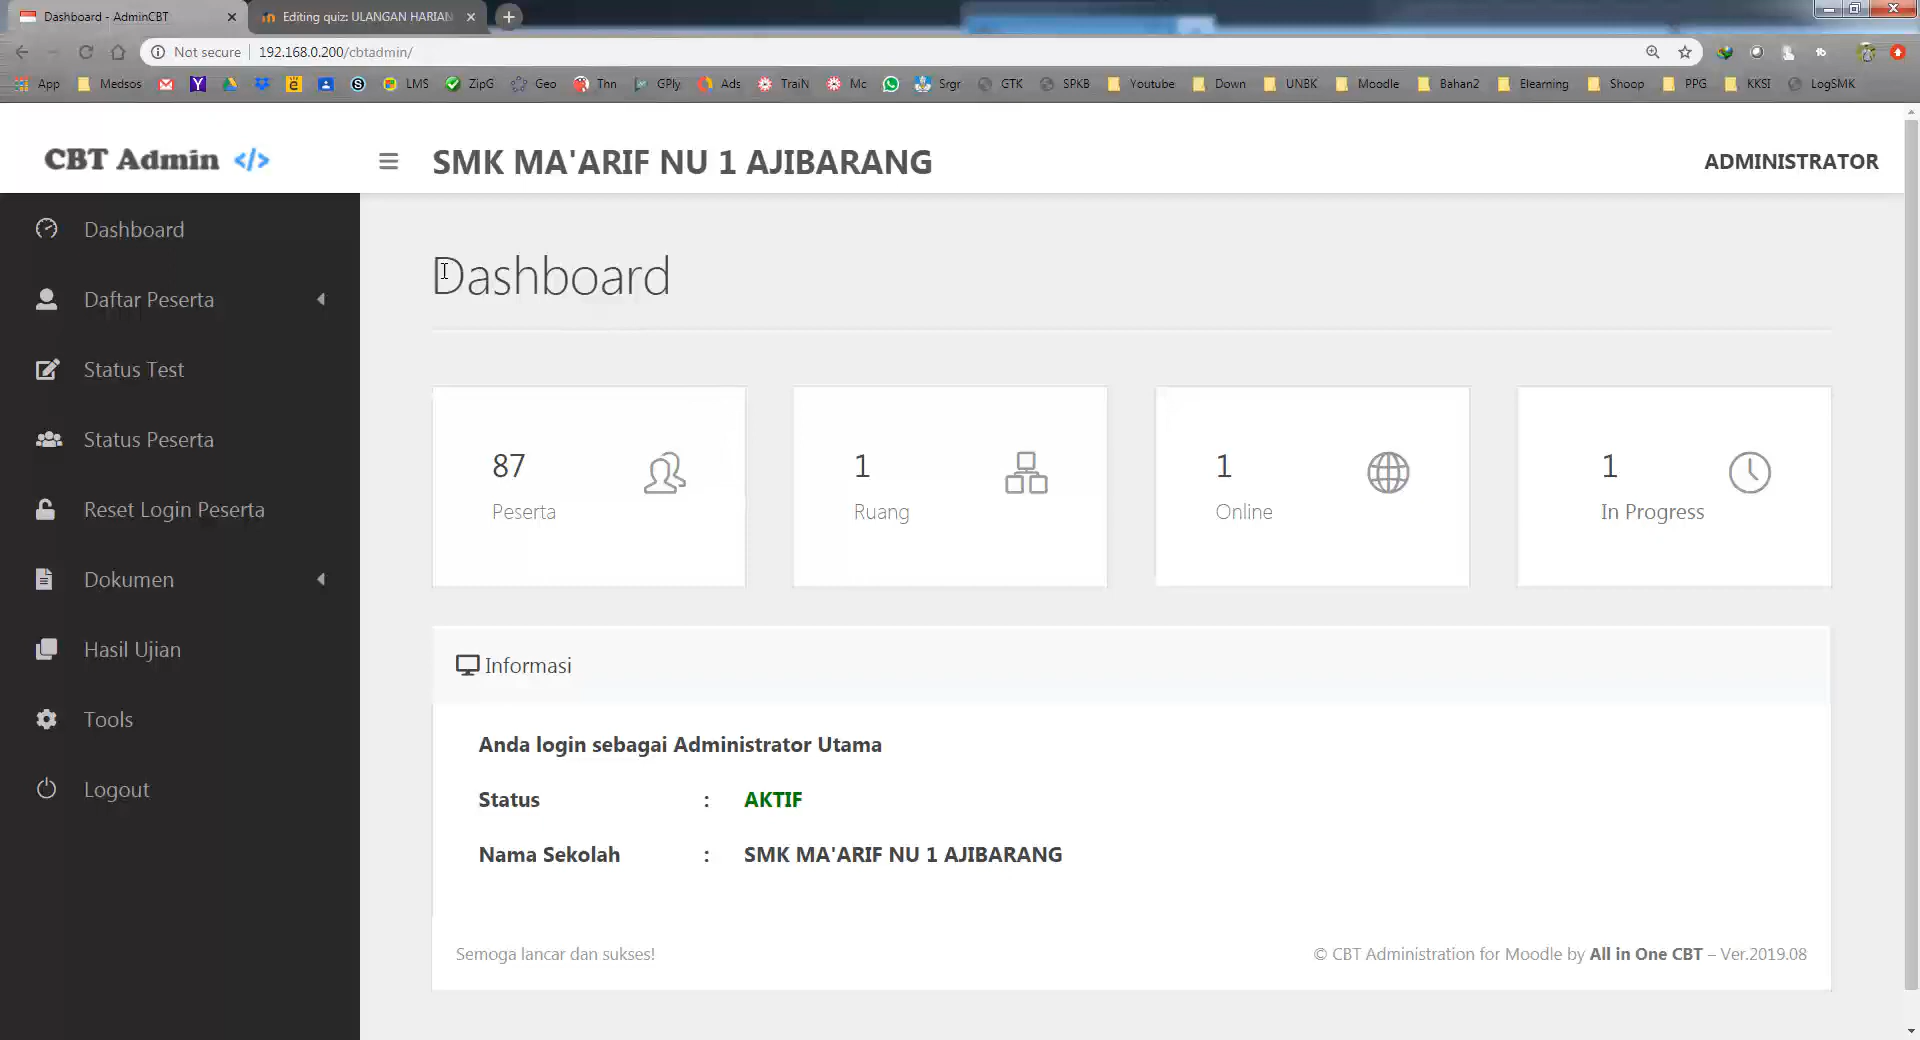 Dashboard - AdminCBT
Editing quiz: ULANGAN HARIAN
Not secure
192.168.0.200/cbtadmin/
App
Medsos
LMS
ZipG
Geo
Thn
GPly
Ads
TraiN
Mc
Srgr
GTK
SPKB
Youtube
Down
UNBK
Moodle
Bahan2
Elearning
Shoop
PPG
KKSI
LogSMK
CBT Admin </>
SMK MA'ARIF NU 1 AJIBARANG
ADMINISTRATOR
Dashboard
Daftar Peserta
Status Test
Status Peserta
Reset Login Peserta
Dokumen
Hasil Ujian
Tools
Logout
Dashboard
87
Peserta
1
Ruang
1
Online
1
In Progress
Informasi
Anda login sebagai Administrator Utama
Status : AKTIF
Nama Sekolah : SMK MA'ARIF NU 1 AJIBARANG
Semoga lancar dan sukses!
© CBT Administration for Moodle by All in One CBT – Ver.2019.08